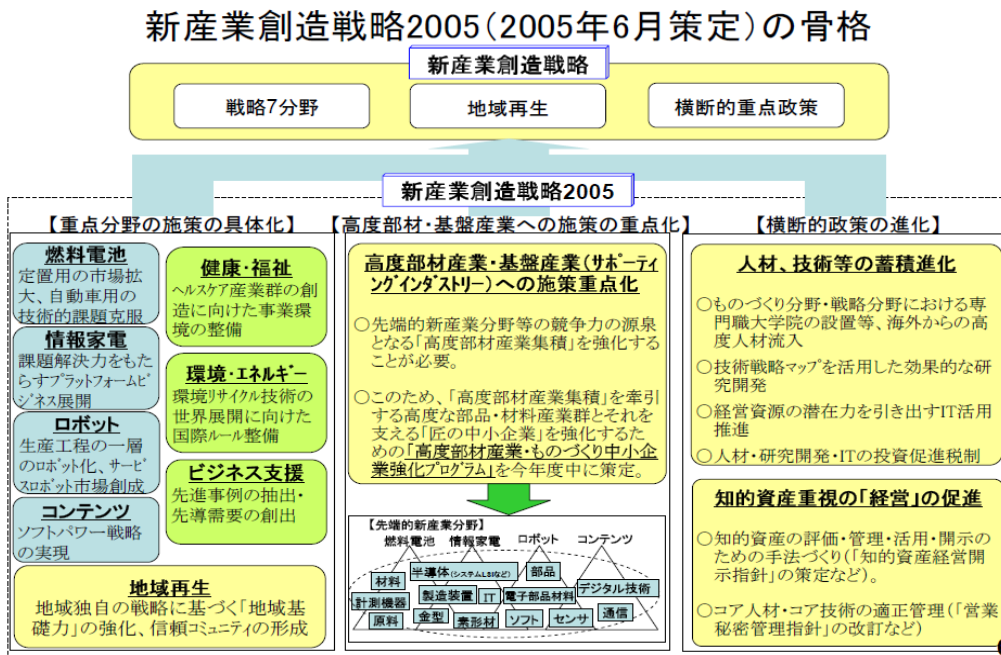 新産業創造戦略2005(2005年6月策定)の骨格
新産業創造戦略
戦略7分野
地域再生
横断的重点政策
新産業創造戦略2005
【重点分野の施策の具体化】
燃料電池
定置用の市場拡
大、自動車用の
技術的課題克服
情報家電
課題解決力をもた
らすプラットフォームビ
ジネス展開
ロボット
生産工程の一層
のロボット化、サービ
スロボット市場創成
コンテンツ
ソフトパワー戦略
の実現
健康・福祉
ヘルスケア産業群の創
造に向けた事業環
境の整備
環境・エネルギー
環境リサイクル技術の
世界展開に向けた
国際ルール整備
ビジネス支援
先進事例の抽出・
先導需要の創出
地域再生
地域独自の戦略に基づく「地域基
礎力」の強化、信頼コミュニティの形成
【高度部材・基盤産業への施策の重点化】
高度部材産業・基盤産業(サポーティ
ングインダストリー)への施策重点化
○先端的新産業分野等の競争力の源泉
となる「高度部材産業集積」を強化する
ことが必要。
○このため、「高度部材産業集積」を牽引
する高度な部品・材料産業群とそれを
支える「匠の中小企業」を強化するた
めの「高度部材産業・ものづくり中小企
業強化プログラム」を今年度中に策定。
【先端的新産業分野】
燃料電池 情報家電 ロボット コンテンツ
材料 半導体(システムLSIなど) 部品
計測機器 製造装置 IT 電子部品材料 デジタル技術
原料 金型 素形材 ソフト センサ 通信
【横断的政策の進化】
人材、技術等の蓄積進化
○ものづくり分野・戦略分野における専
門職大学院の設置等、海外からの高
度人材流入
○技術戦略マップを活用した効果的な研
究開発
○経営資源の潜在力を引き出すIT活用
推進
○人材・研究開発・ITの投資促進税制
知的資産重視の「経営」の促進
○知的資産の評価・管理・活用・開示の
ための手法づくり(「知的資産経営開
示指針」の策定など)。
○コア人材・コア技術の適正管理(「営業
秘密管理指針」の改訂など)